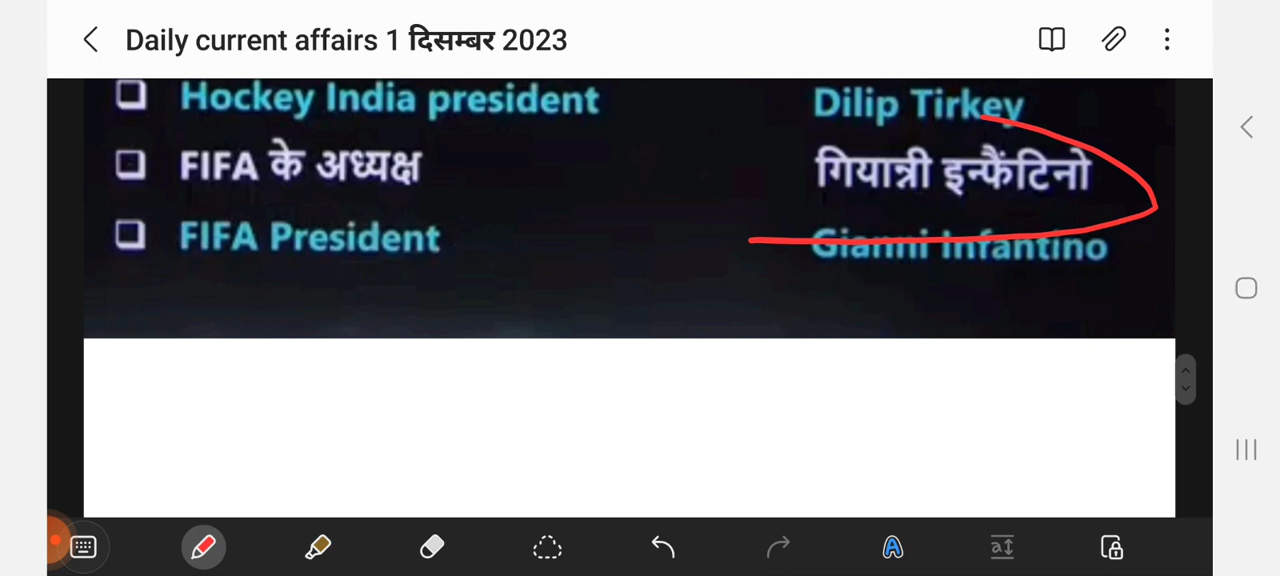 Daily current affairs 1 दिसम्बर 2023
Hockey India president Dilip Tirkey
FIFA के अध्यक्ष गियान्नी इन्फैंटिनो
FIFA President Gianni Infantino